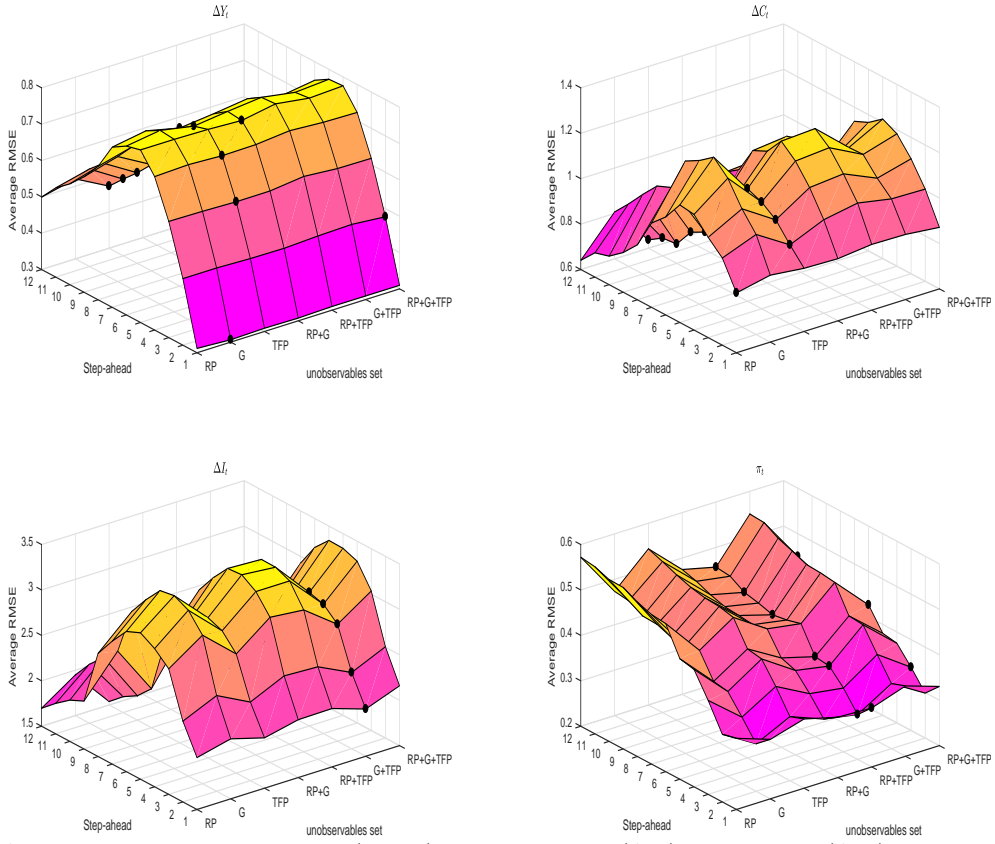 ΔYₜ
0.8
0.7
0.6
0.5
0.4
0.3
Average RMSE
12
11
10
9
8
7
6
5
4
3
2
1
Step-ahead
RP
G
TFP
RP+G
RP+TFP
G+TFP
RP+G+TFP
unobservables set
ΔCₜ
1.4
1.2
1
0.8
0.6
Average RMSE
12
11
10
9
8
7
6
5
4
3
2
1
Step-ahead
RP
G
TFP
RP+G
RP+TFP
G+TFP
RP+G+TFP
unobservables set
ΔIₜ
3.5
3
2.5
2
1.5
Average RMSE
12
11
10
9
8
7
6
5
4
3
2
1
Step-ahead
RP
G
TFP
RP+G
RP+TFP
G+TFP
RP+G+TFP
unobservables set
πₜ
0.6
0.5
0.4
0.3
0.2
Average RMSE
12
11
10
9
8
7
6
5
4
3
2
1
Step-ahead
RP
G
TFP
RP+G
RP+TFP
G+TFP
RP+G+TFP
unobservables set